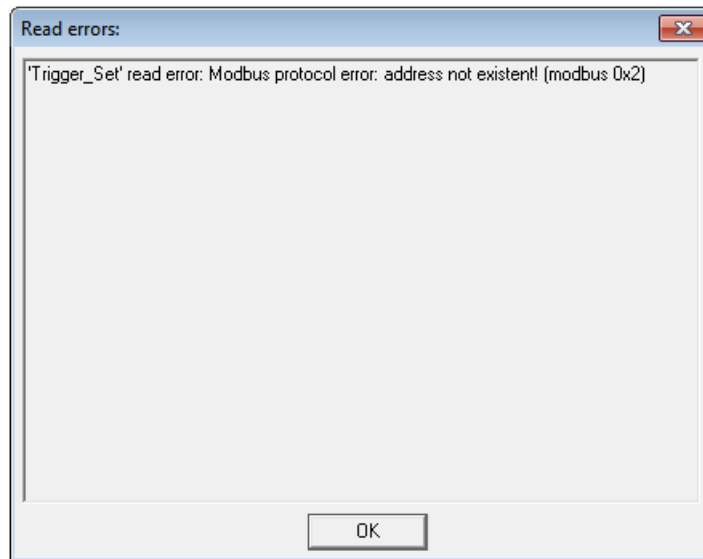 Read errors:
'Trigger_Set' read error: Modbus protocol error: address not existent! (modbus 0x2)
OK